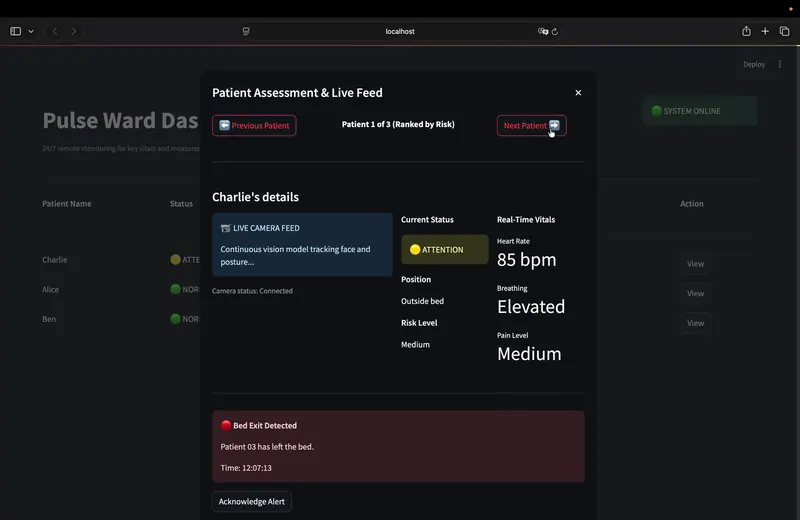 localhost
Deploy
Patient Assessment & Live Feed
Previous Patient
Patient 1 of 3 (Ranked by Risk)
Next Patient
Pulse Ward Das
SYSTEM ONLINE
24/7 remote monitoring for key vitals and measurem
Patient Name
Status
Action
Charlie's details
LIVE CAMERA FEED
Continuous vision model tracking face and
posture...
Camera status: Connected
Current Status
ATTENTION
Position
Outside bed
Risk Level
Medium
Real-Time Vitals
Heart Rate
85 bpm
Breathing
Elevated
Pain Level
Medium
Charlie
ATTE
View
Alice
NOR
View
Ben
NOR
View
Bed Exit Detected
Patient 03 has left the bed.
Time: 12:07:13
Acknowledge Alert